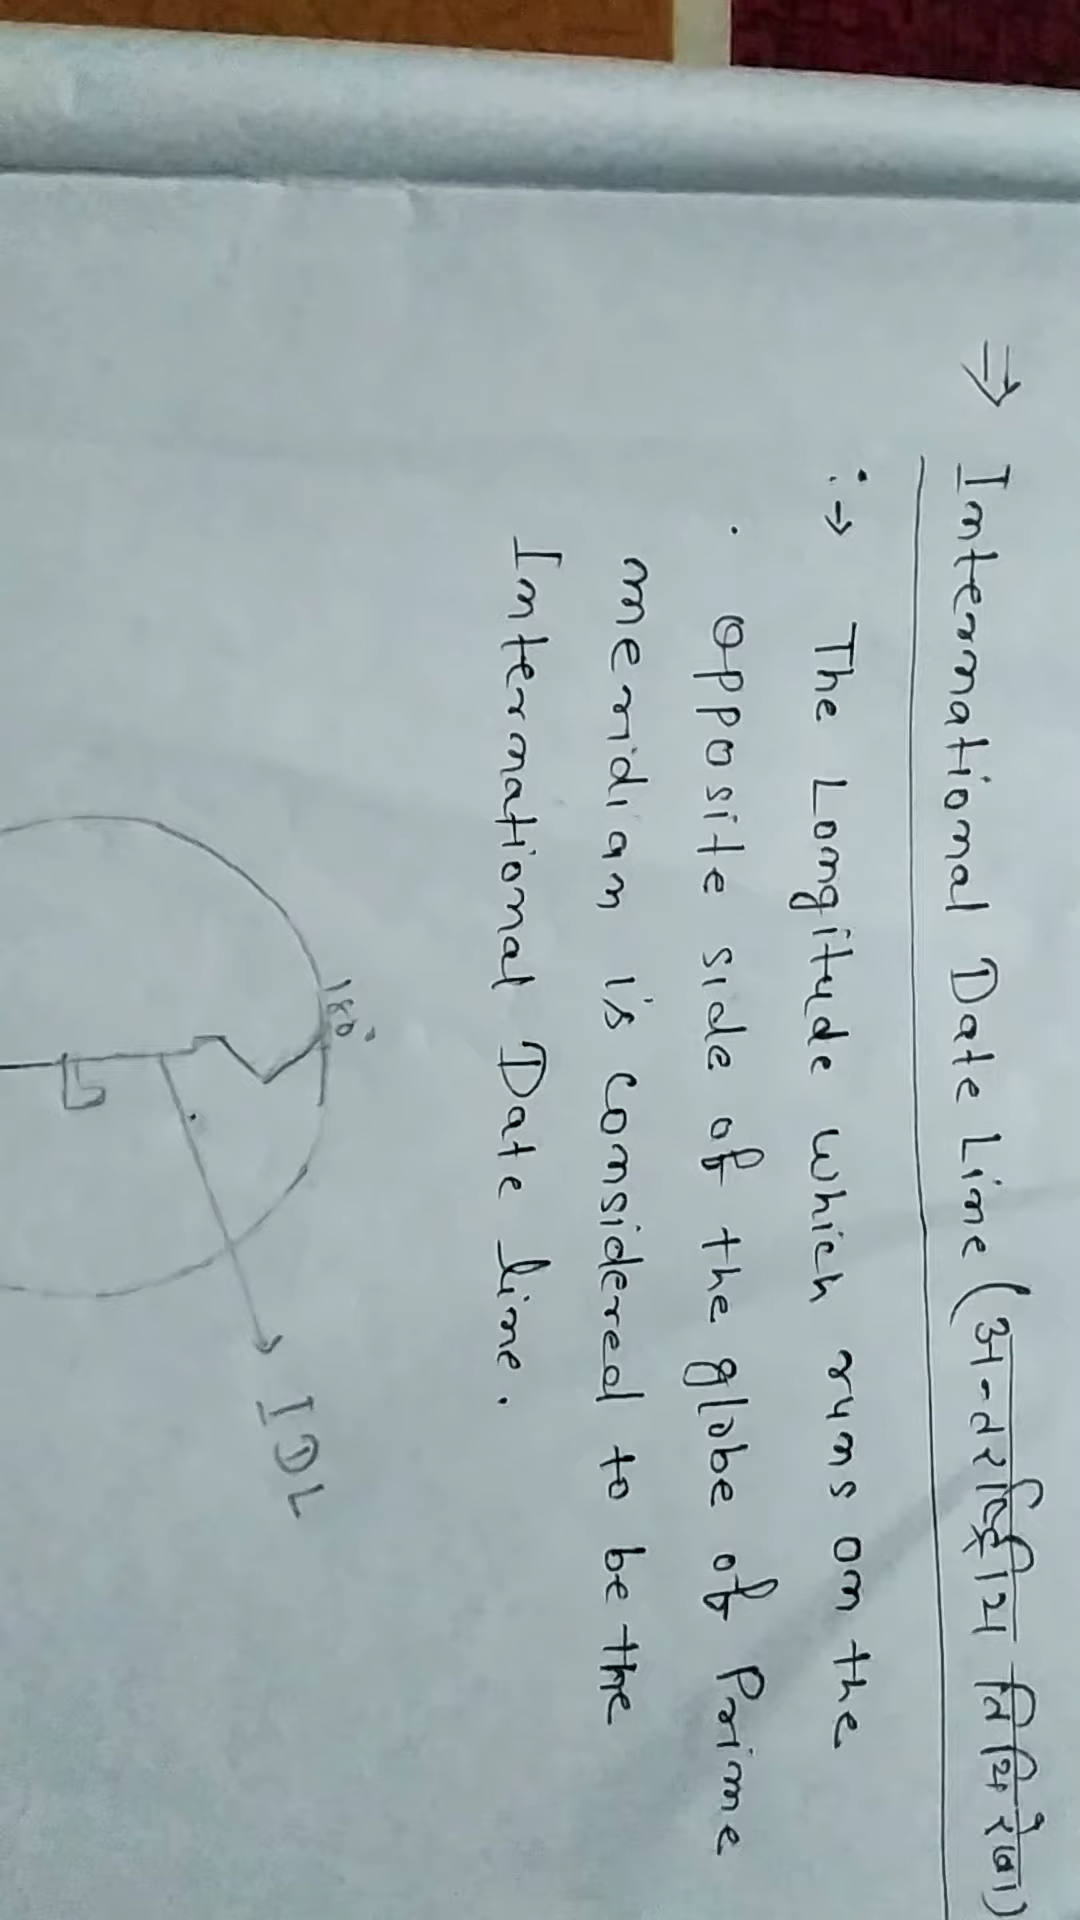 ⇒ International Date Line (अन्तर्राष्ट्रीय तिथि रेखा)
:→ The Longitude which runs on the
. opposite side of the globe of Prime
meridian is considered to be the
International Date line.
180°
IDL